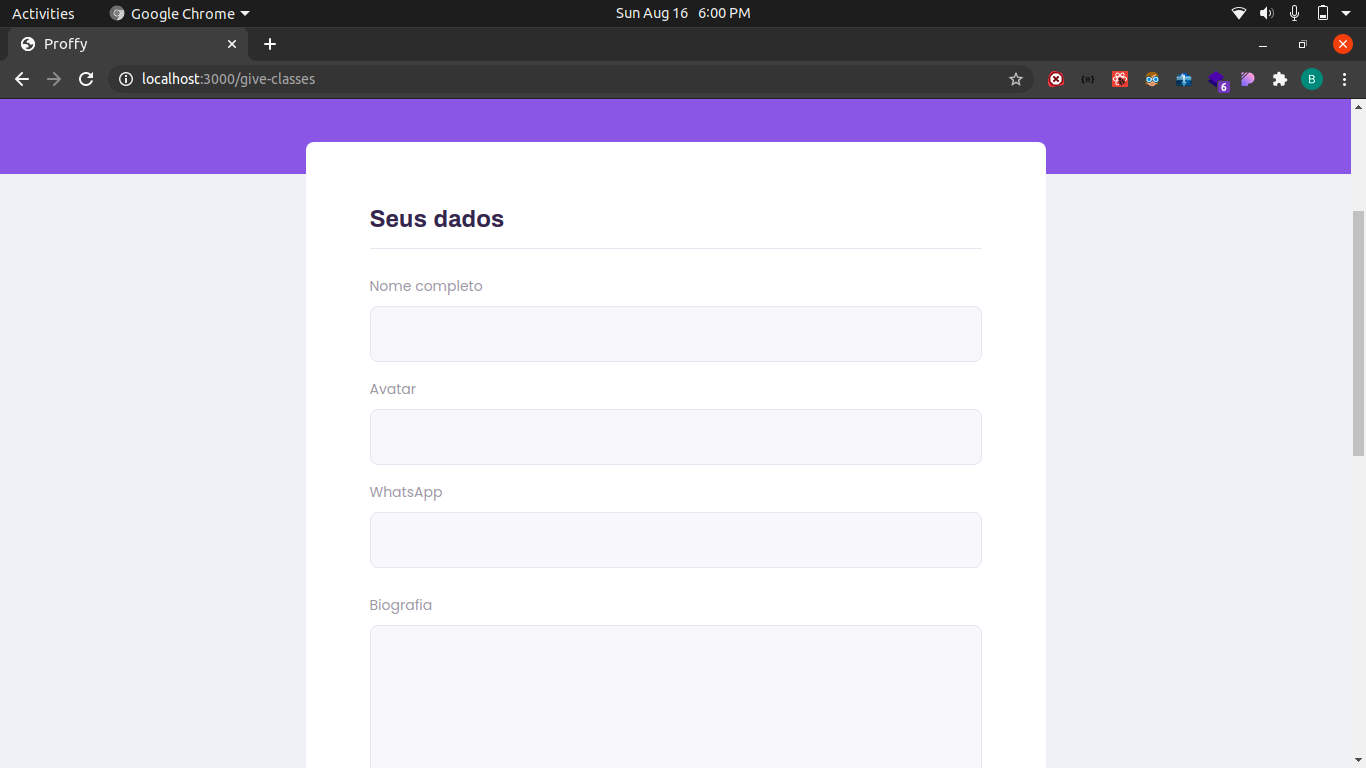 Activities
Google Chrome
Sun Aug 16 6:00 PM
Proffy
localhost:3000/give-classes
6
B
Seus dados
Nome completo
Avatar
WhatsApp
Biografia